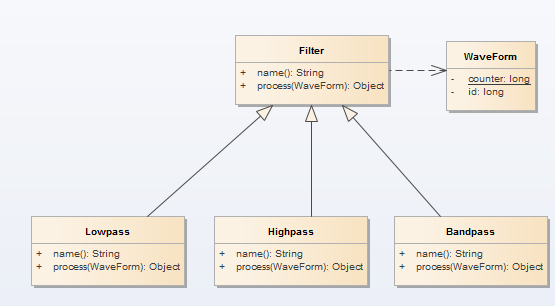 Filter
+ name(): String
+ process(WaveForm): Object
WaveForm
- counter: long
- id: long
Lowpass
+ name(): String
+ process(WaveForm): Object
Highpass
+ name(): String
+ process(WaveForm): Object
Bandpass
+ name(): String
+ process(WaveForm): Object